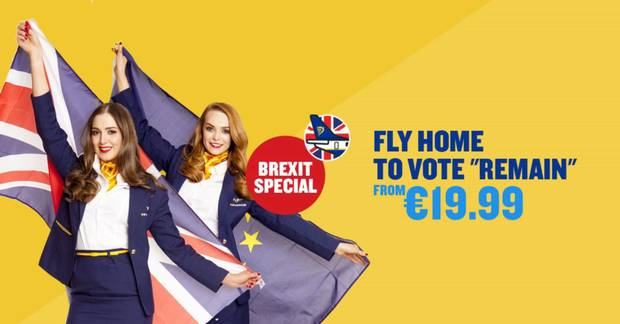 BREXIT
SPECIAL
FLY HOME
TO VOTE "REMAIN"
FROM €19.99